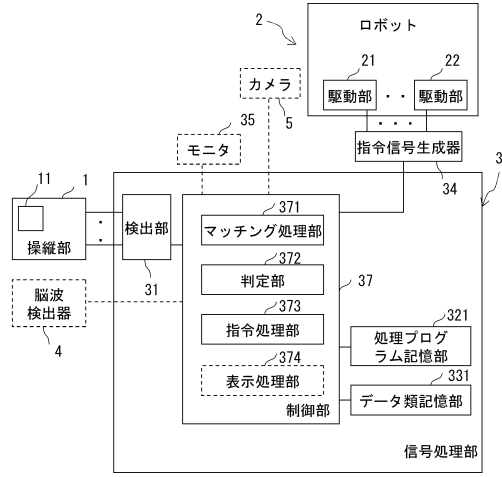 2
ロボット
21
22
駆動部
・・
駆動部
・・・
カメラ
5
35
モニタ
指令信号生成器
34
3
11
1
操縦部
検出部
31
371
マッチング処理部
372
判定部
37
脳波
検出器
4
373
指令処理部
321
処理プログ
ラム記憶部
374
表示処理部
331
データ類記憶部
制御部
信号処理部